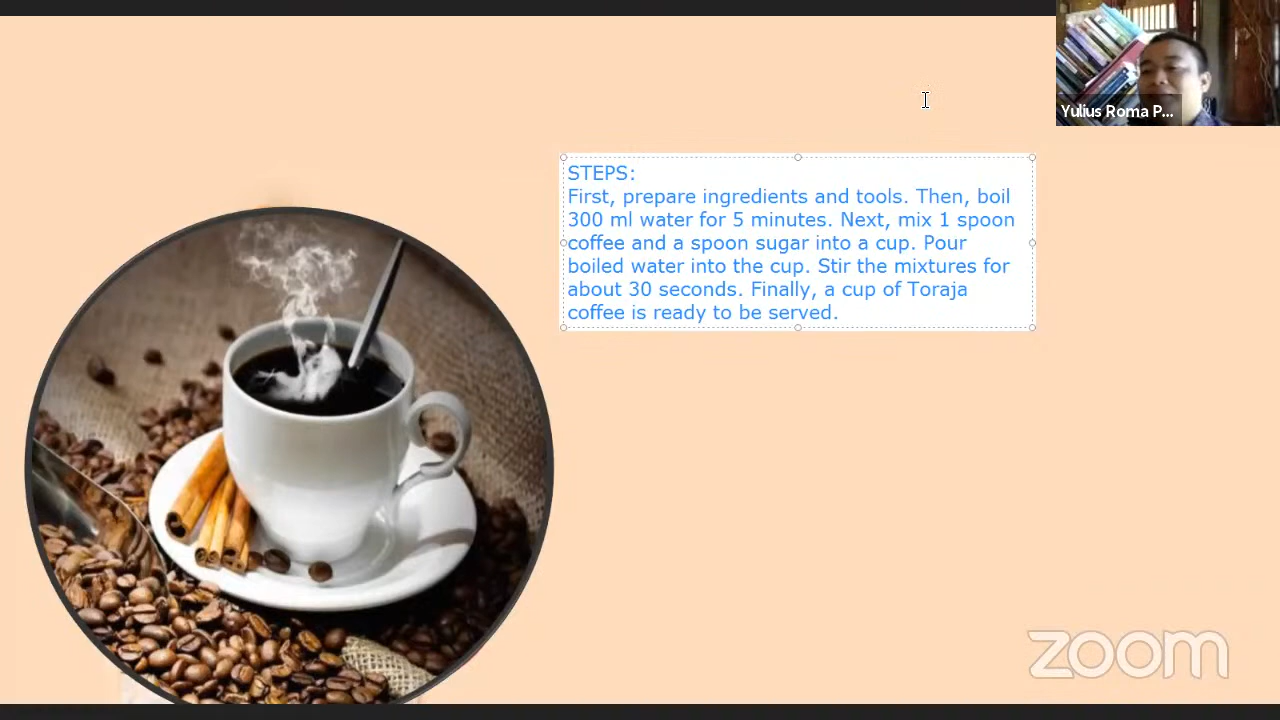 Yulius Roma P...
STEPS:
First, prepare ingredients and tools. Then, boil
300 ml water for 5 minutes. Next, mix 1 spoon
coffee and a spoon sugar into a cup. Pour
boiled water into the cup. Stir the mixtures for
about 30 seconds. Finally, a cup of Toraja
coffee is ready to be served.
zoom